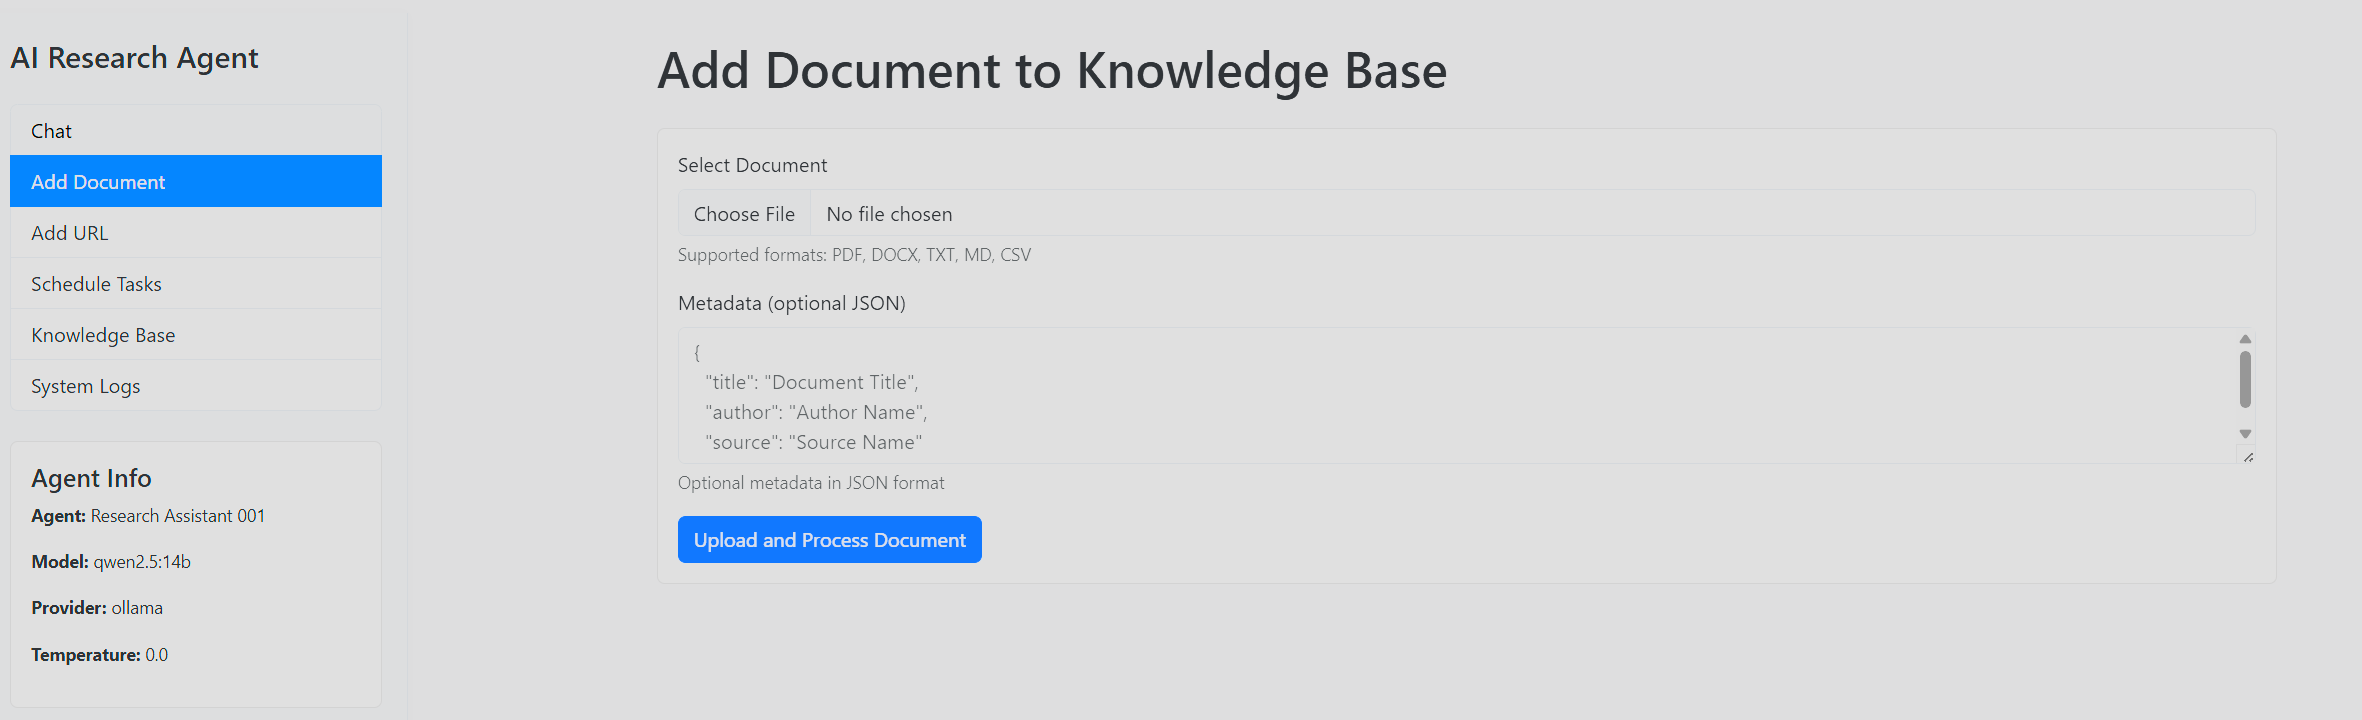 AI Research Agent
Chat
Add Document
Add URL
Schedule Tasks
Knowledge Base
System Logs
Agent Info
Agent: Research Assistant 001
Model: qwen2.5:14b
Provider: ollama
Temperature: 0.0
Add Document to Knowledge Base
Select Document
Choose File No file chosen
Supported formats: PDF, DOCX, TXT, MD, CSV
Metadata (optional JSON)
{
"title": "Document Title",
"author": "Author Name",
"source": "Source Name"
Optional metadata in JSON format
Upload and Process Document